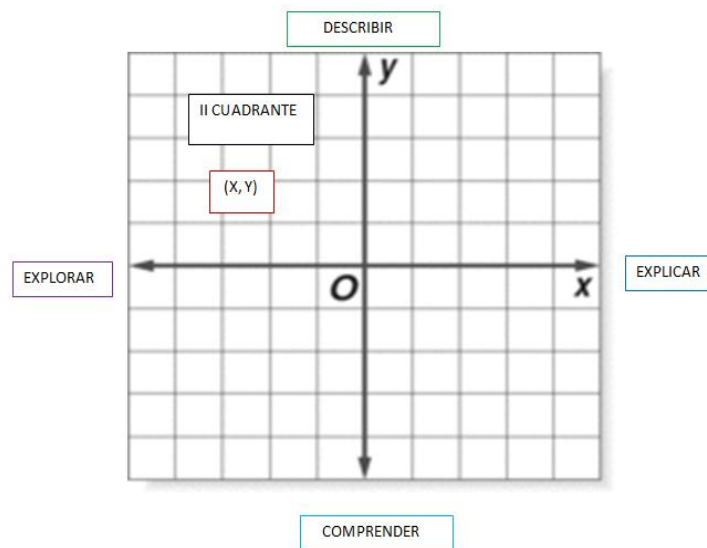 DESCRIBIR
y
II CUADRANTE
(X, Y)
EXPLORAR
EXPLICAR
O
x
COMPRENDER